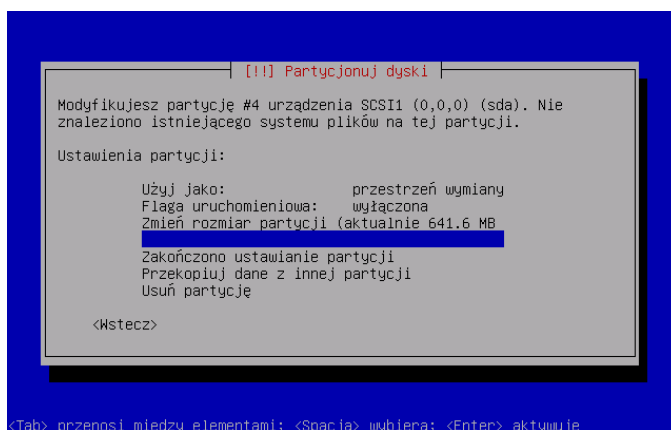 [!!] Partycjonuj dyski
Modyfikujesz partycję #4 urządzenia SCSI1 (0,0,0) (sda). Nie
znaleziono istniejącego systemu plików na tej partycji.
Ustawienia partycji:
Użyj jako: przestrzeń wymiany
Flaga uruchomieniowa: wyłączona
Zmień rozmiar partycji (aktualnie 641.6 MB
Zakończono ustawianie partycji
Przekopiuj dane z innej partycji
Usuń partycję
<Wstecz>
<Tab> przenosi między elementami; <Spacja> wybiera; <Enter> aktywuje